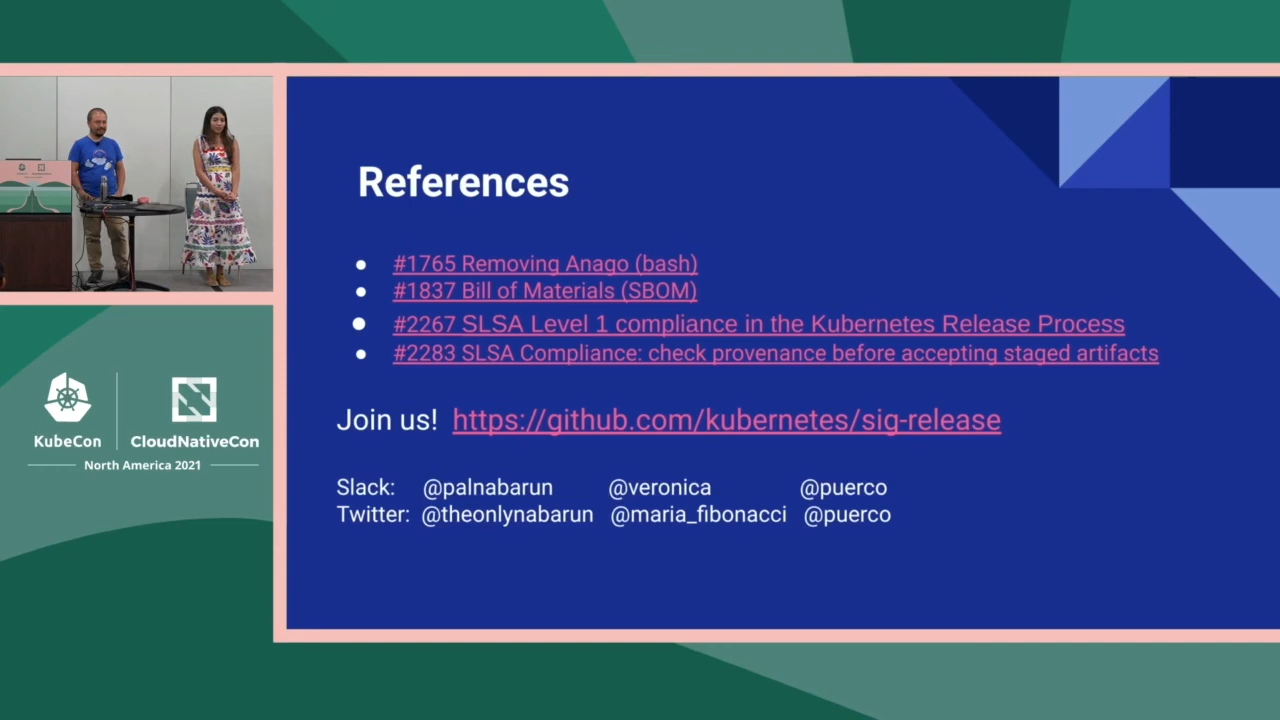 References
#1765 Removing Anago (bash)
#1837 Bill of Materials (SBOM)
#2267 SLSA Level 1 compliance in the Kubernetes Release Process
#2283 SLSA Compliance: check provenance before accepting staged artifacts
Join us! https://github.com/kubernetes/sig-release
Slack: @palnabarun @veronica @puerco
Twitter: @theonlynabarun @maria_fibonacci @puerco
KubeCon
CloudNativeCon
North America 2021